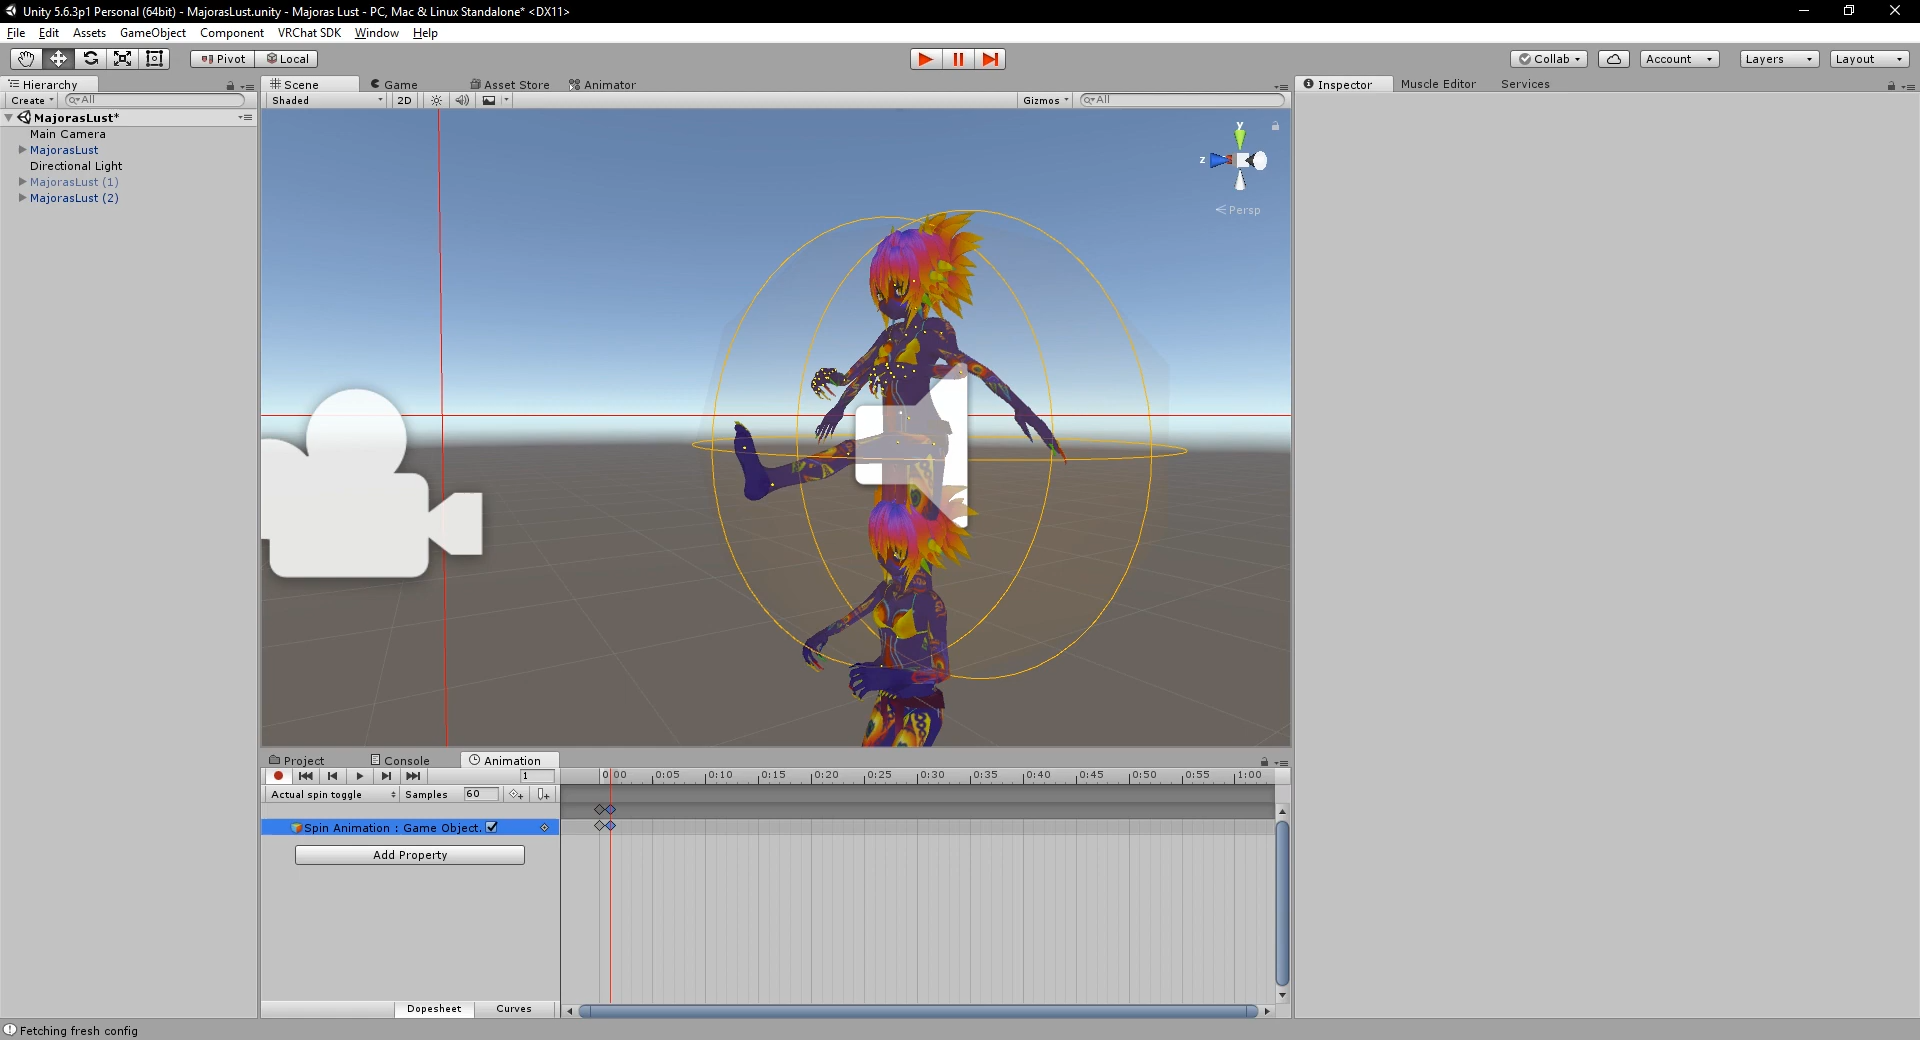 Unity 5.6.3p1 Personal (64bit) - MajorasLust.unity - Majoras Lust - PC, Mac & Linux Standalone* <DX11>
File Edit Assets GameObject Component VRChat SDK Window Help
Pivot Local Collab Account Layers Layout
Hierarchy Scene Game Asset Store Animator Inspector Muscle Editor Services
Create All Shaded 2D Gizmos All
MajorasLust*
Main Camera
MajorasLust
Directional Light
MajorasLust (1)
MajorasLust (2)
y
z
Persp
Project Console Animation
1 0:00 0:05 0:10 0:15 0:20 0:25 0:30 0:35 0:40 0:45 0:50 0:55 1:00
Actual spin toggle Samples 60
Spin Animation : Game Object.
Add Property
Dopesheet Curves
Fetching fresh config